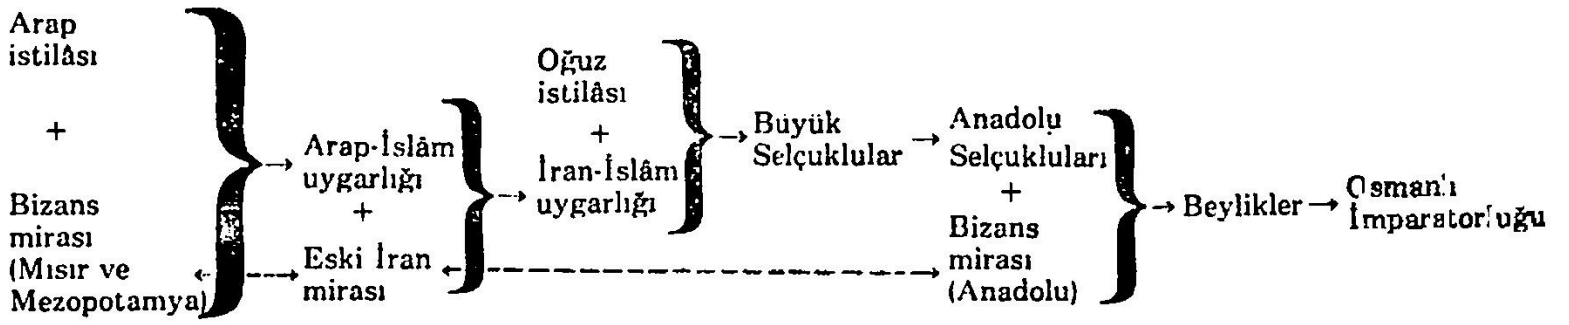 Arap
istilâsı
+
Bizans
mirası
(Mısır ve
Mezopotamya)
Arap-İslâm
uygarlığı
+
Eski İran
mirası
Oğuz
istilâsı
+
İran-İslâm
uygarlığı
Büyük
Selçuklular
Anadolu
Selçukluları
+
Bizans
mirası
(Anadolu)
Beylikler
Osmanlı
İmparatorluğu